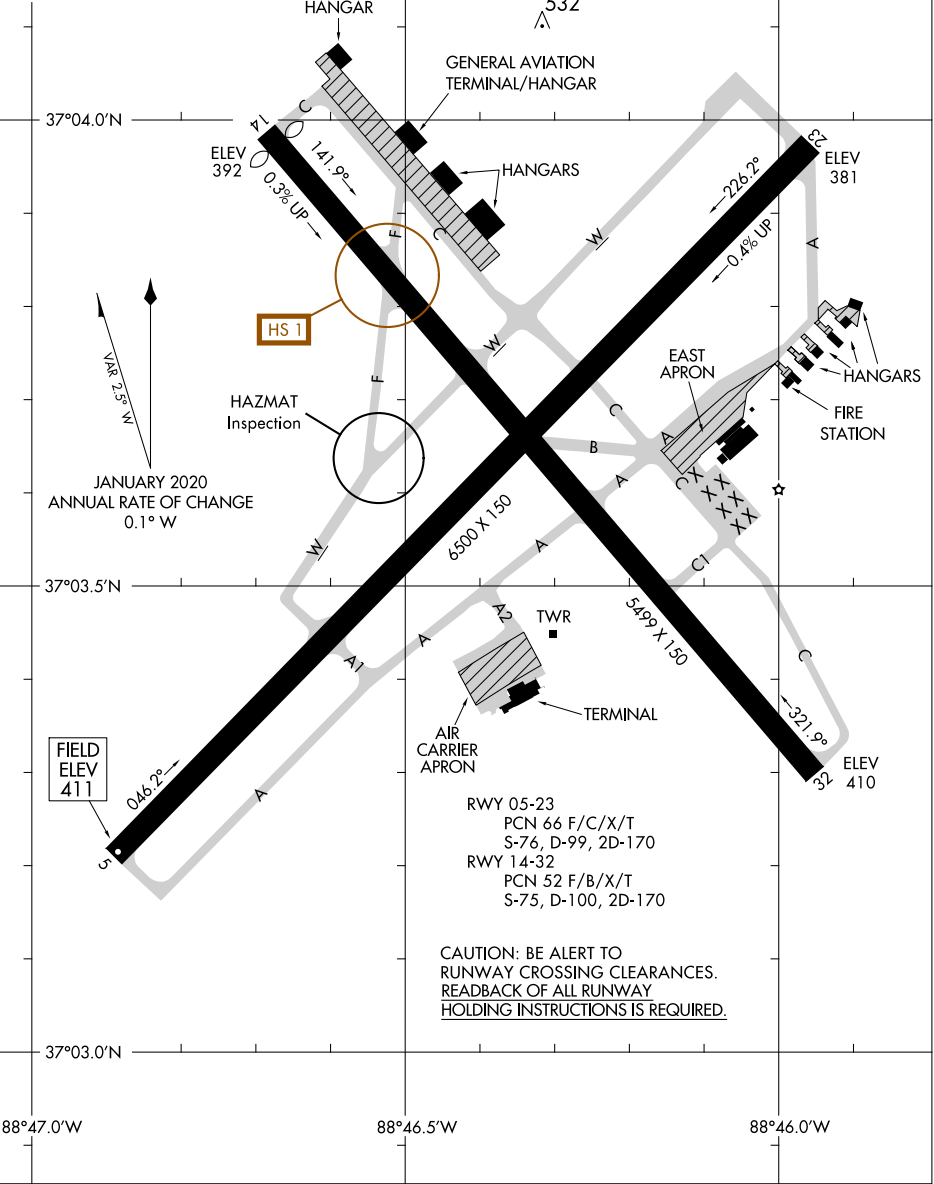 HANGAR
532
GENERAL AVIATION
TERMINAL/HANGAR
37°04.0'N
14
C
23
ELEV
392
141.9°
0.3% UP
HANGARS
226.2°
ELEV
381
0.4% UP
F
C
W
A
HS 1
W
VAR 2.5° W
F
EAST
APRON
HANGARS
HAZMAT
Inspection
C
FIRE
STATION
A
B
JANUARY 2020
ANNUAL RATE OF CHANGE
0.1° W
A
C
X X X X X X X X
6500 X 150
W
A
C1
37°03.5'N
5499 X 150
A2
TWR
A
A1
C
TERMINAL
AIR
CARRIER
APRON
321.9°
FIELD
ELEV
411
046.2°
A
32
ELEV
410
5
RWY 05-23
PCN 66 F/C/X/T
S-76, D-99, 2D-170
RWY 14-32
PCN 52 F/B/X/T
S-75, D-100, 2D-170
CAUTION: BE ALERT TO
RUNWAY CROSSING CLEARANCES.
READBACK OF ALL RUNWAY
HOLDING INSTRUCTIONS IS REQUIRED.
37°03.0'N
88°47.0'W
88°46.5'W
88°46.0'W